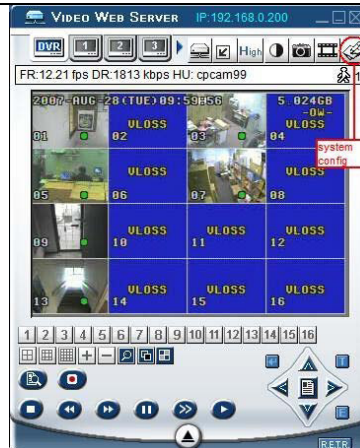 VIDEO WEB SERVER IP:192.168.0.200
DVR 1 2 3 High
FR:12.21 fps DR:1813 kbps HU: cpcam99 1
2007-AUG-28(TUE)09:59:56 5.024GB
-OW-
VLOSS VLOSS
01 02 03 04
system
config
VLOSS VLOSS
05 06 07 08
VLOSS VLOSS VLOSS
09 10 11 12
VLOSS VLOSS VLOSS
13 14 15 16
1 2 3 4 5 6 7 8 9 10 11 12 13 14 15 16
RETR